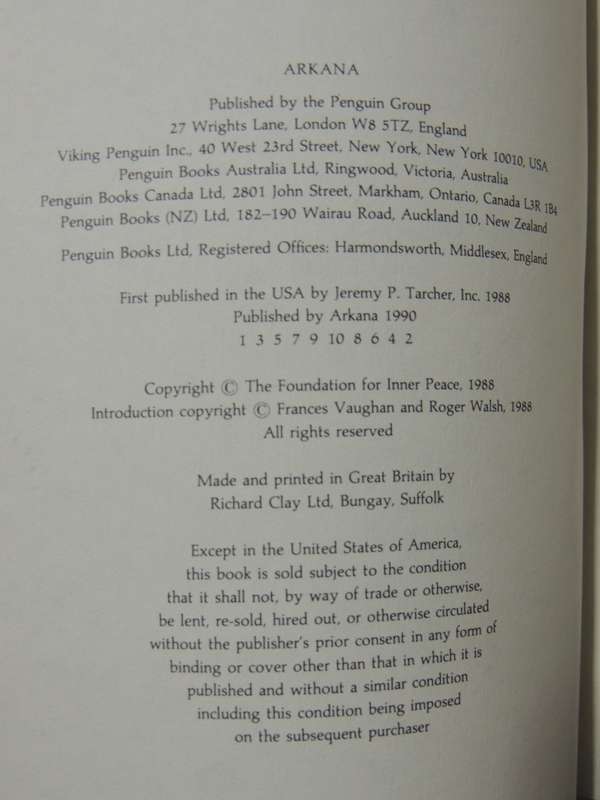 ARKANA
Published by the Penguin Group
27 Wrights Lane, London W8 5TZ, England
Viking Penguin Inc., 40 West 23rd Street, New York, New York 10010, USA
Penguin Books Australia Ltd, Ringwood, Victoria, Australia
Penguin Books Canada Ltd, 2801 John Street, Markham, Ontario, Canada L3R 1B4
Penguin Books (NZ) Ltd, 182–190 Wairau Road, Auckland 10, New Zealand
Penguin Books Ltd, Registered Offices: Harmondsworth, Middlesex, England
First published in the USA by Jeremy P. Tarcher, Inc. 1988
Published by Arkana 1990
1 3 5 7 9 10 8 6 4 2
Copyright © The Foundation for Inner Peace, 1988
Introduction copyright © Frances Vaughan and Roger Walsh, 1988
All rights reserved
Made and printed in Great Britain by
Richard Clay Ltd, Bungay, Suffolk
Except in the United States of America,
this book is sold subject to the condition
that it shall not, by way of trade or otherwise,
be lent, re-sold, hired out, or otherwise circulated
without the publisher's prior consent in any form of
binding or cover other than that in which it is
published and without a similar condition
including this condition being imposed
on the subsequent purchaser